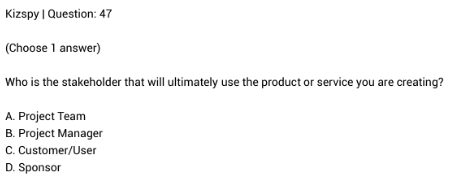 Kizspy | Question: 47
(Choose 1 answer)
Who is the stakeholder that will ultimately use the product or service you are creating?
A. Project Team
B. Project Manager
C. Customer/User
D. Sponsor